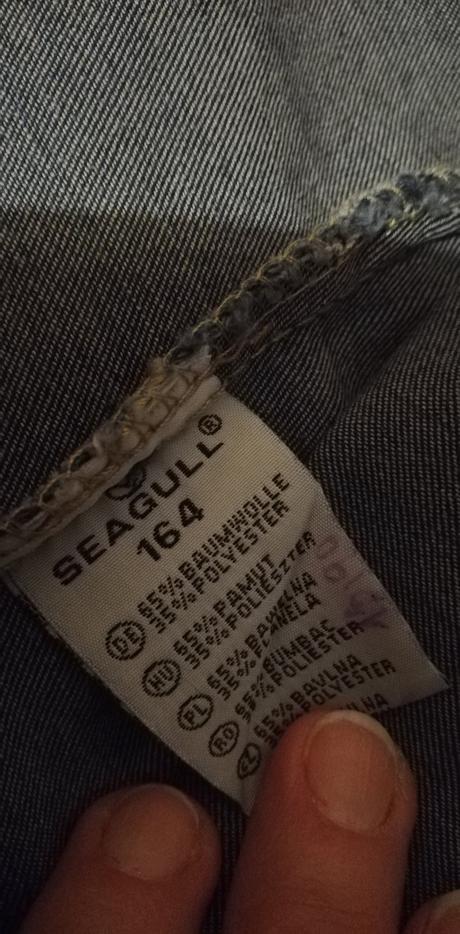 SEAGULL®
164
DE 65% BAUMWOLLE
35% POLYESTER
HU 65% PAMUT
35% POLIÉSZTER
PL 65% BAWEŁNA
35%
RO 65% BUMBAC
35% POLIESTER
CZ 65% BAVLNA
35% POLYESTER